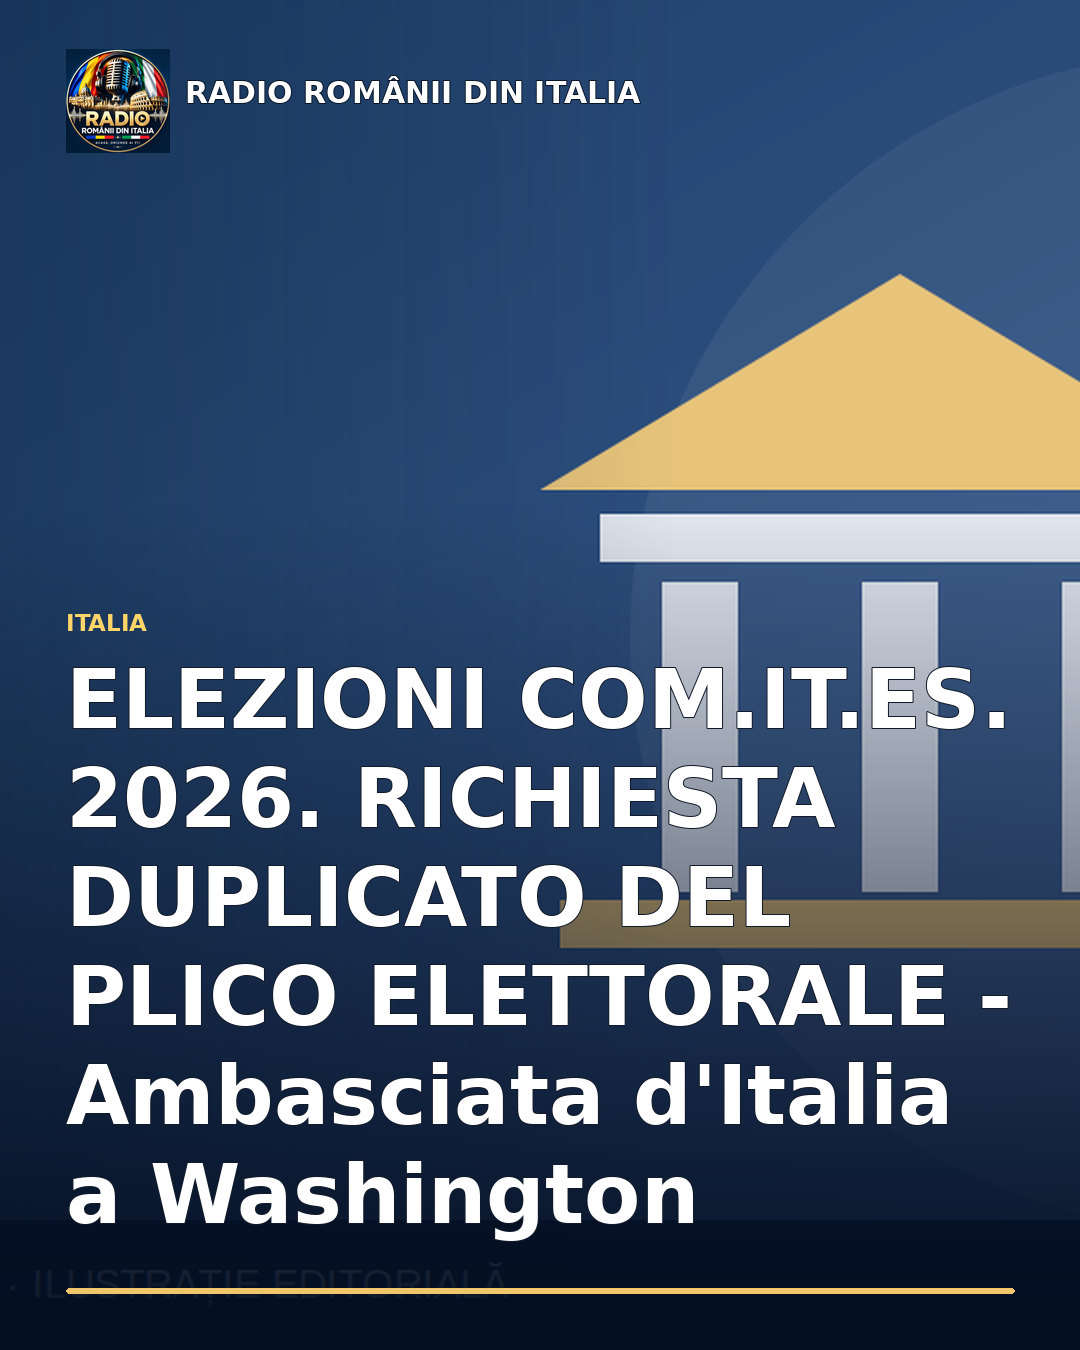 RADIO
ROMÂNII DIN ITALIA
RADIO ROMÂNII DIN ITALIA
ITALIA
ELEZIONI COM.IT.ES.
2026. RICHIESTA
DUPLICATO DEL
PLICO ELETTORALE -
Ambasciata d'Italia
a Washington
· ILUSTRAȚIE EDITORIALĂ